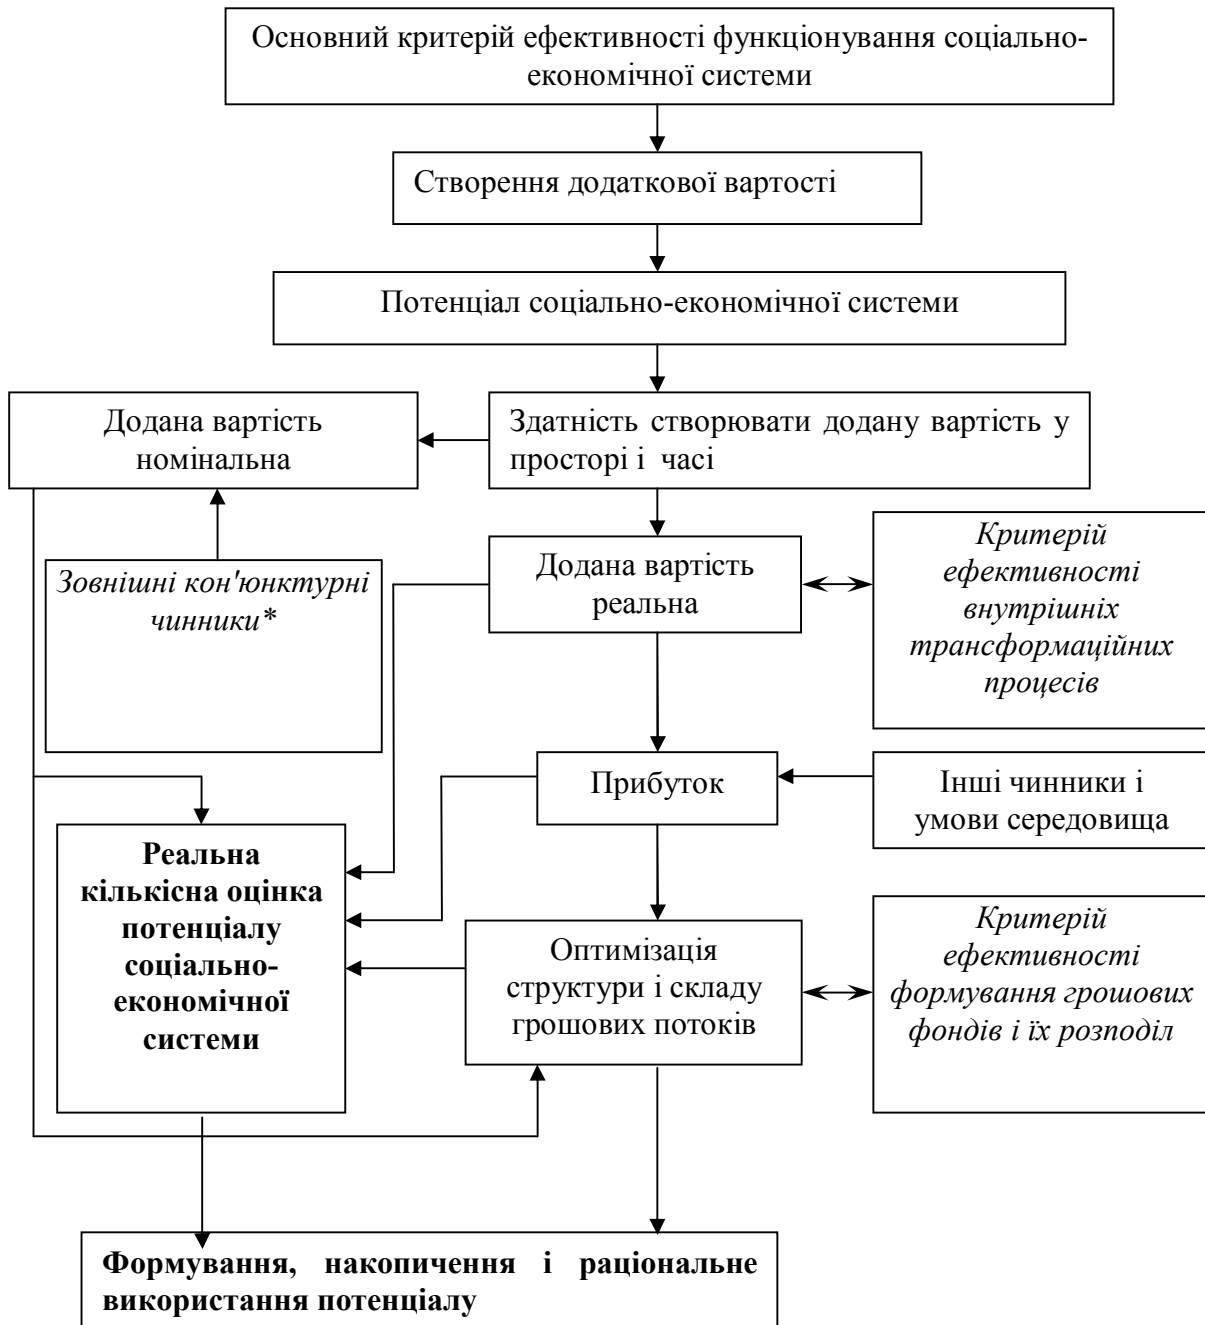 Основний критерій ефективності функціонування соціально-
економічної системи
Створення додаткової вартості
Потенціал соціально-економічної системи
Додана вартість
номінальна
Здатність створювати додану вартість у
просторі і часі
Зовнішні кон'юнктурні
чинники*
Додана вартість
реальна
Критерій
ефективності
внутрішніх
трансформаційних
процесів
Прибуток
Інші чинники і
умови середовища
Реальна
кількісна оцінка
потенціалу
соціально-
економічної
системи
Оптимізація
структури і складу
грошових потоків
Критерій
ефективності
формування грошових
фондів і їх розподіл
Формування, накопичення і раціональне
використання потенціалу